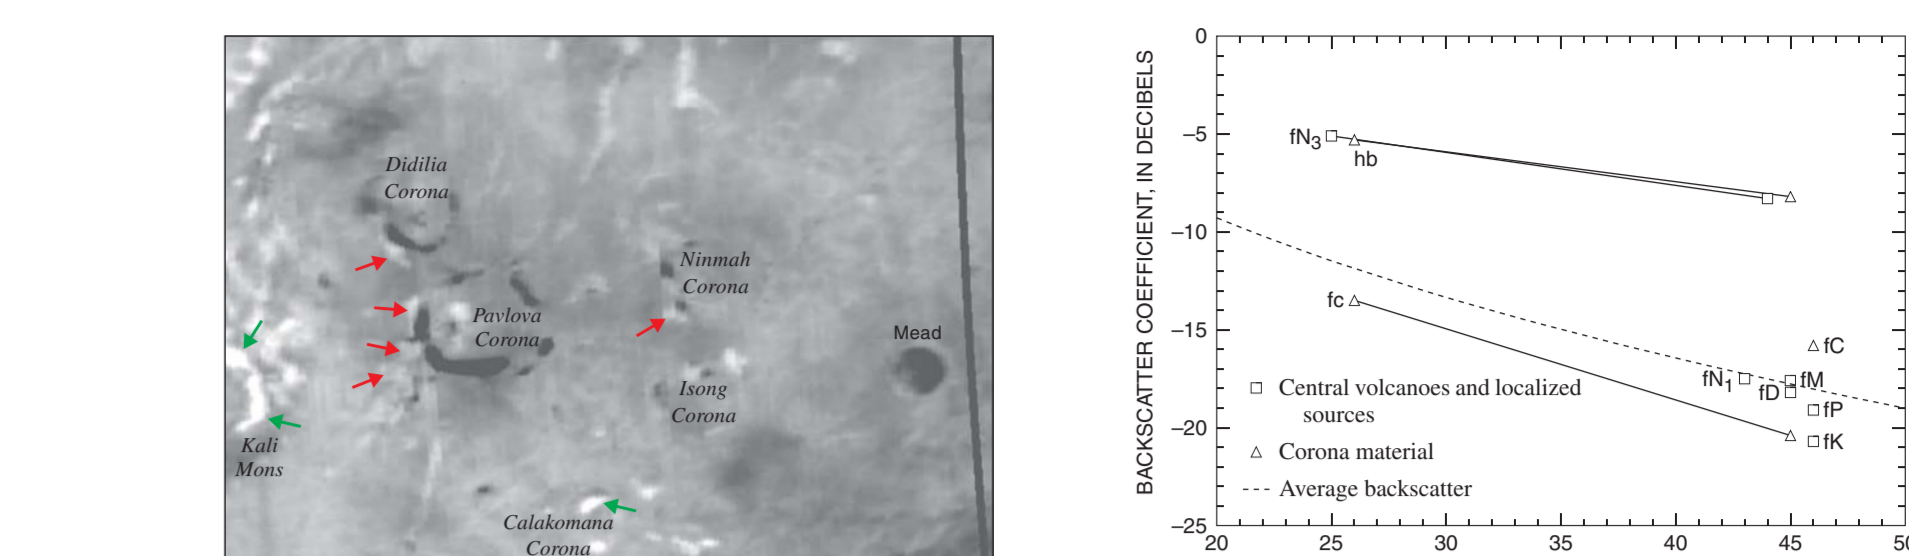 Didilia
Corona
Ninmah
Corona
Pavlova
Corona
Mead
Isong
Corona
Kali
Mons
Calakomana
Corona
BACKSCATTER COEFFICIENT, IN DECIBELS
0
–5
–10
–15
–20
–25
20
25
30
35
40
45
fN3
hb
fc
fC
fN1
fM
fD
fP
fK
Central volcanoes and localized
sources
Corona material
Average backscatter